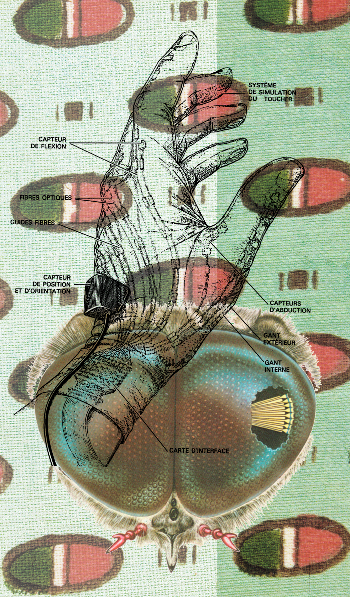 SYSTÈME
DE SIMULATION
DU TOUCHER
CAPTEUR
DE FLEXION
FIBRES OPTIQUES
GUIDES FIBRES
CAPTEUR
DE POSITION
ET D'ORIENTATION
CAPTEURS
D'ABDUCTION
GANT
EXTÉRIEUR
GANT
INTERNE
CARTE D'INTERFACE